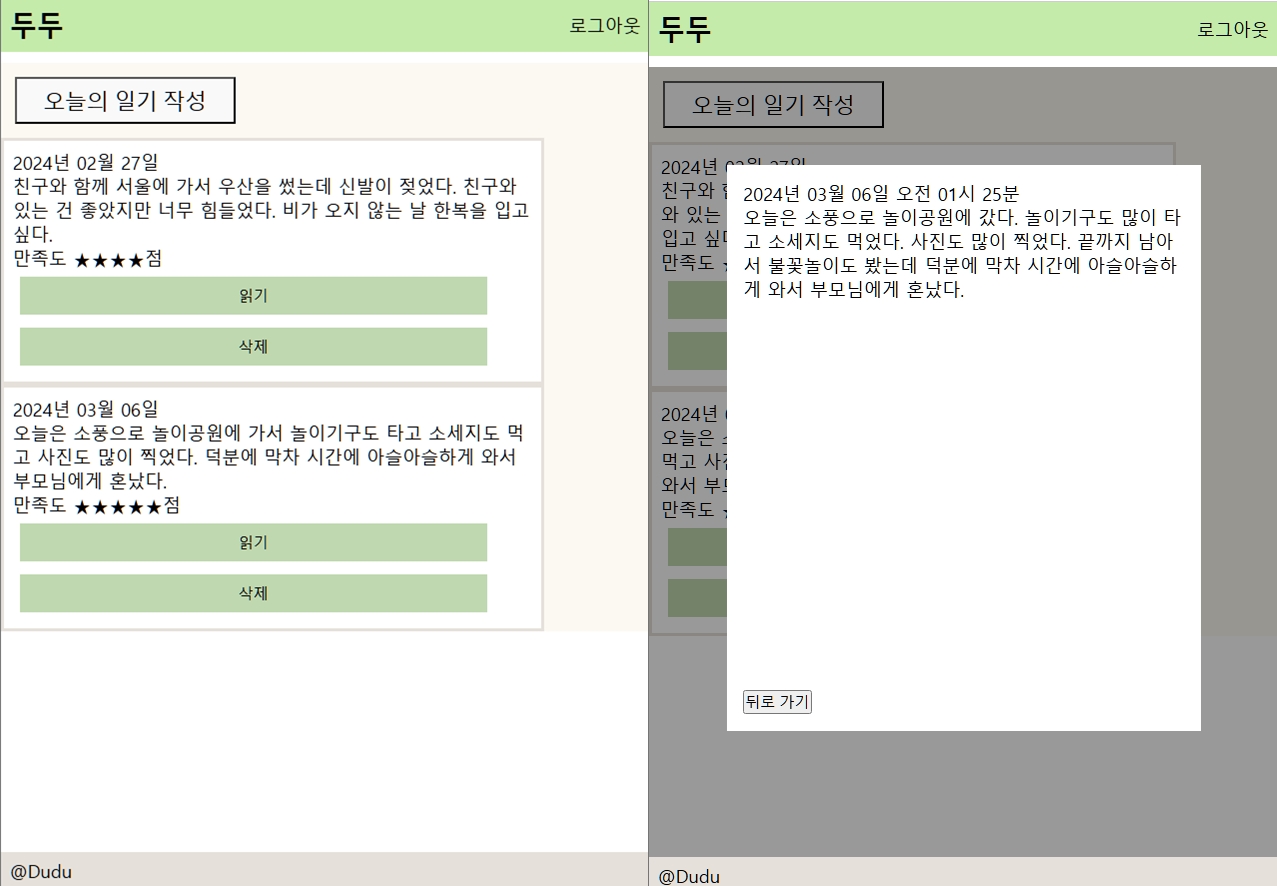 두두
로그아웃
오늘의 일기 작성
2024년 02월 27일
친구와 함께 서울에 가서 우산을 썼는데 신발이 젖었다. 친구와
있는 건 좋았지만 너무 힘들었다. 비가 오지 않는 날 한복을 입고
싶다.
만족도 ★★★★점
읽기
삭제
2024년 03월 06일
오늘은 소풍으로 놀이공원에 가서 놀이기구도 타고 소세지도 먹
고 사진도 많이 찍었다. 덕분에 막차 시간에 아슬아슬하게 와서
부모님에게 혼났다.
만족도 ★★★★★점
읽기
삭제
@Dudu
두두
로그아웃
오늘의 일기 작성
2024년 02월 27일
친구와
와 있는
입고
만족도
2024년
오늘은
먹고
와서
만족도
2024년 03월 06일 오전 01시 25분
오늘은 소풍으로 놀이공원에 갔다. 놀이기구도 많이 타
고 소세지도 먹었다. 사진도 많이 찍었다. 끝까지 남아
서 불꽃놀이도 봤는데 덕분에 막차 시간에 아슬아슬하
게 와서 부모님에게 혼났다.
뒤로 가기
@Dudu